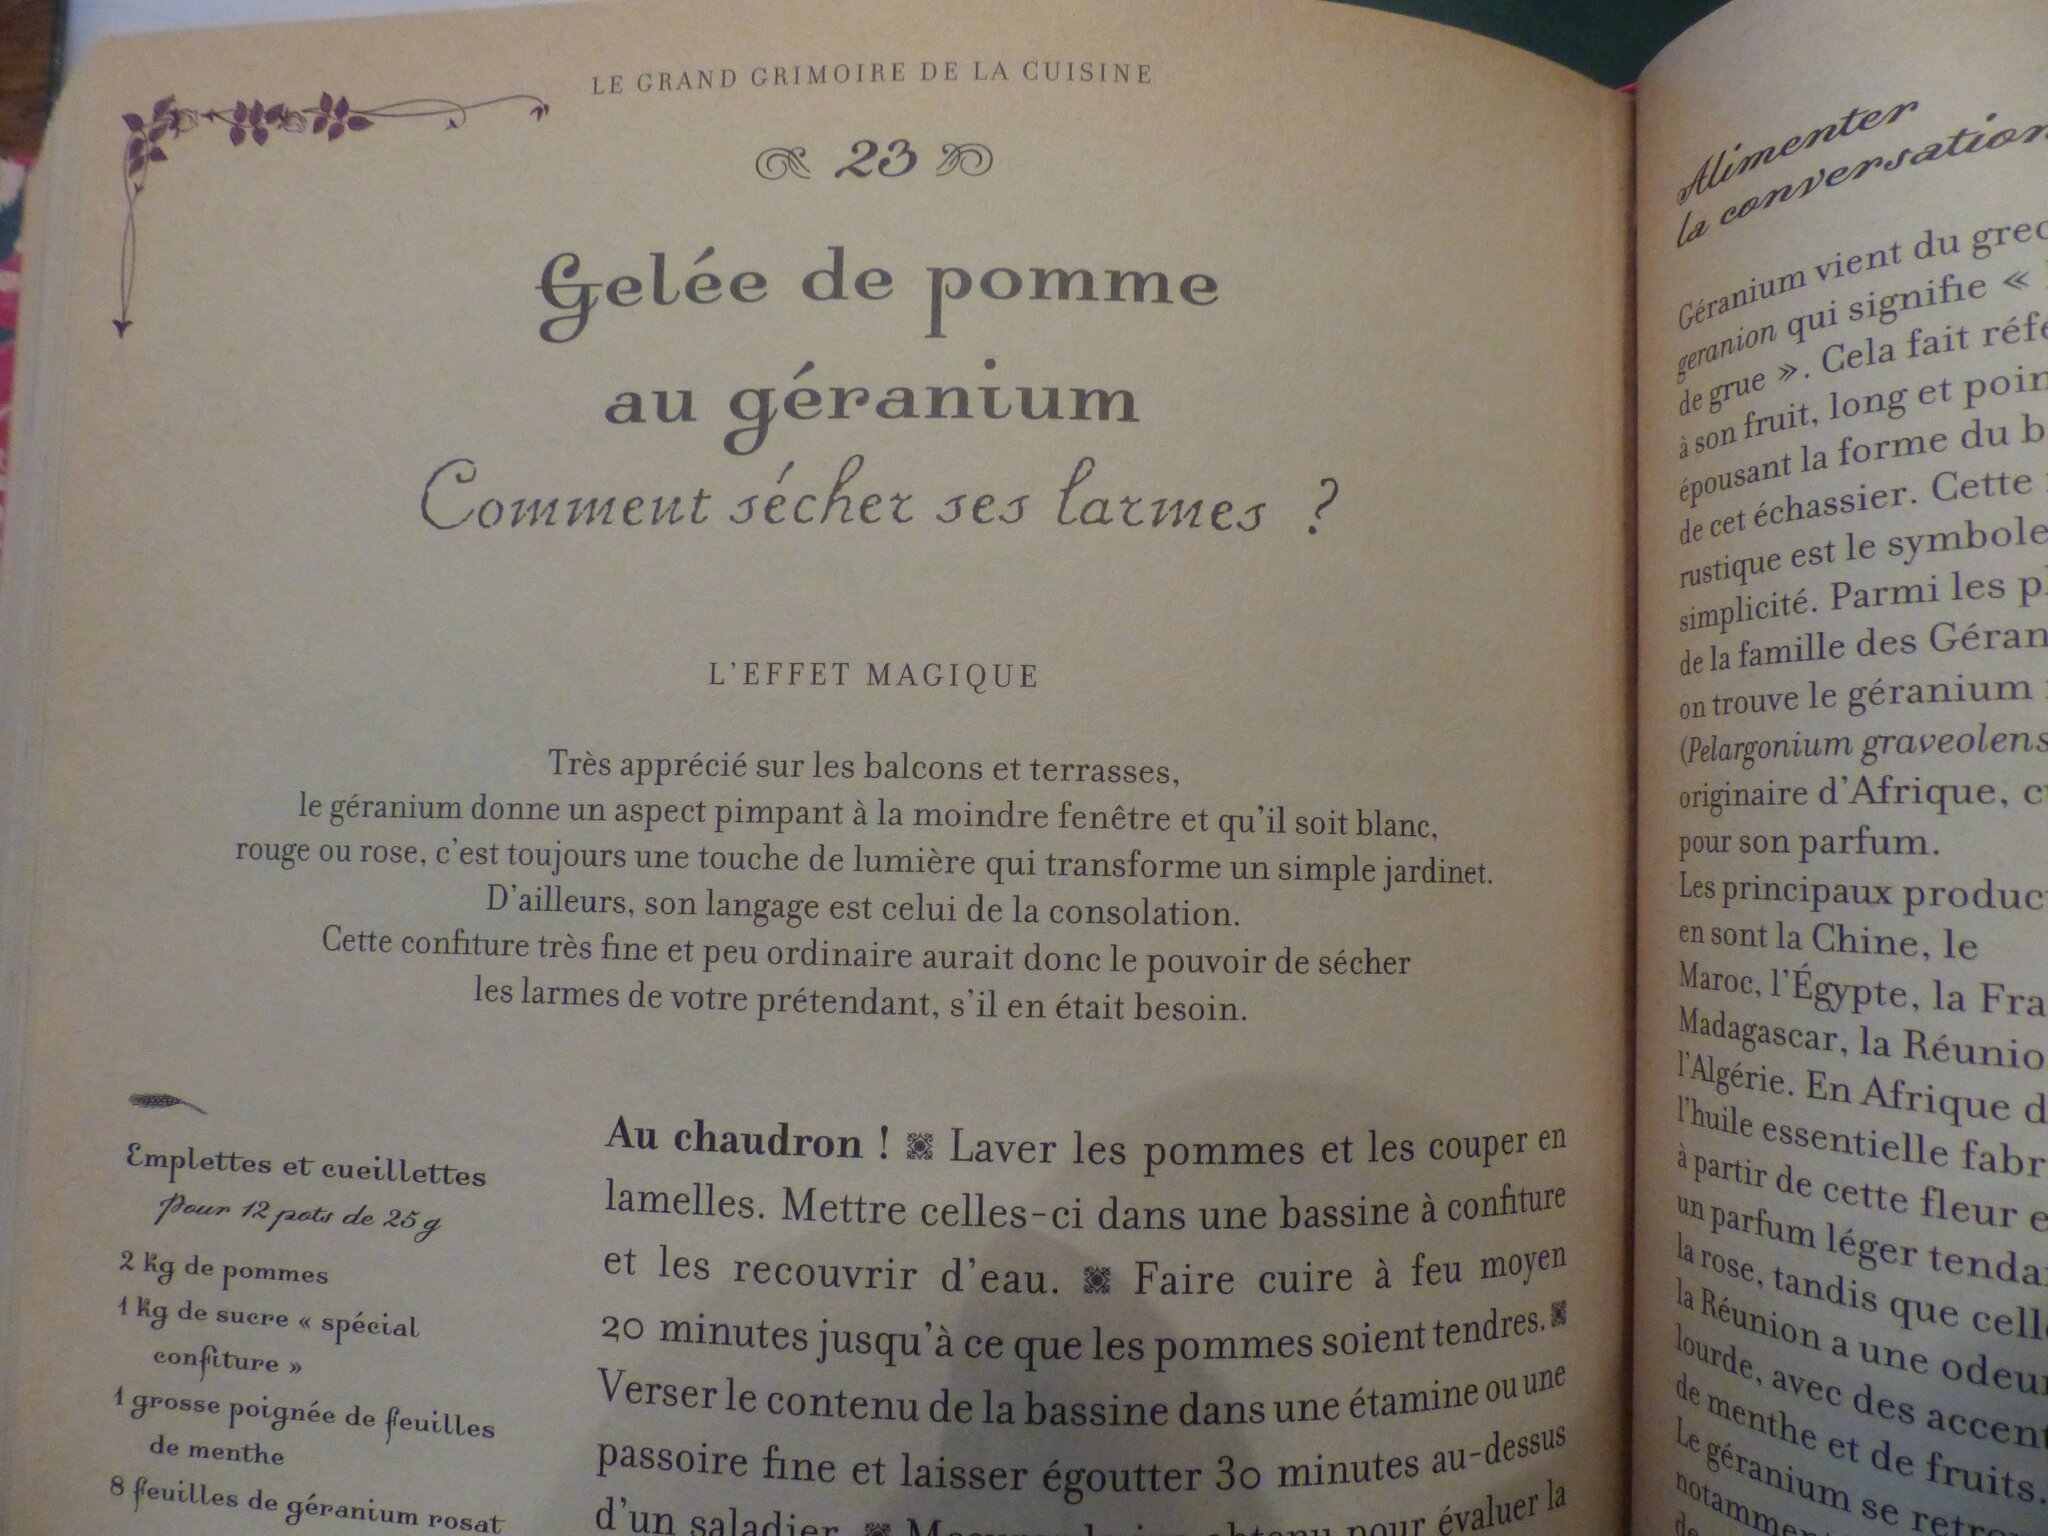 LE GRAND GRIMOIRE DE LA CUISINE
23
Gelée de pomme
au géranium
Comment sécher ses larmes ?
L'EFFET MAGIQUE
Très apprécié sur les balcons et terrasses,
le géranium donne un aspect pimpant à la moindre fenêtre et qu'il soit blanc,
rouge ou rose, c'est toujours une touche de lumière qui transforme un simple jardinet.
D'ailleurs, son langage est celui de la consolation.
Cette confiture très fine et peu ordinaire aurait donc le pouvoir de sécher
les larmes de votre prétendant, s'il en était besoin.
Emplettes et cueillettes
Pour 12 pots de 25 g
2 kg de pommes
1 kg de sucre « spécial
confiture »
1 grosse poignée de feuilles
de menthe
8 feuilles de géranium rosat
Au chaudron ! Laver les pommes et les couper en
lamelles. Mettre celles-ci dans une bassine à confiture
et les recouvrir d'eau. Faire cuire à feu moyen
20 minutes jusqu'à ce que les pommes soient tendres.
Verser le contenu de la bassine dans une étamine ou une
passoire fine et laisser égoutter 30 minutes au-dessus
d'un saladier. pour évaluer la
Alimenter
la conversation
Géranium vient du grec
geranion qui signifie «
de grue ». Cela fait
à son fruit, long et
épousant la forme du
de cet échassier. Cette
rustique est le symbole
simplicité. Parmi les
de la famille des
on trouve le géranium
(Pelargonium graveolens
originaire d'Afrique,
pour son parfum.
Les principaux
en sont la Chine, le
Maroc, l'Égypte, la
Madagascar, la
l'Algérie. En Afrique
l'huile essentielle
à partir de cette fleur
un parfum léger
la rose, tandis que
la Réunion a une
lourde, avec des
de menthe et de fruits.
Le géranium se
de